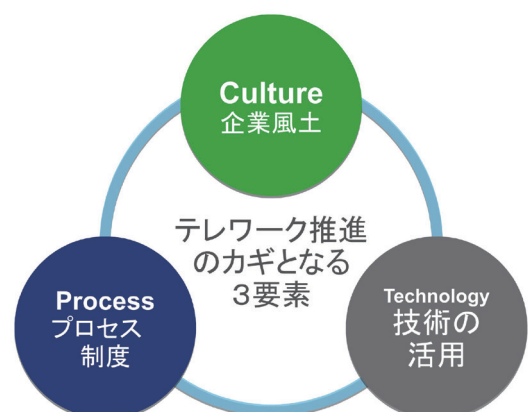 Culture
企業風土
テレワーク推進
のカギとなる
3要素
Process
プロセス
制度
Technology
技術の
活用